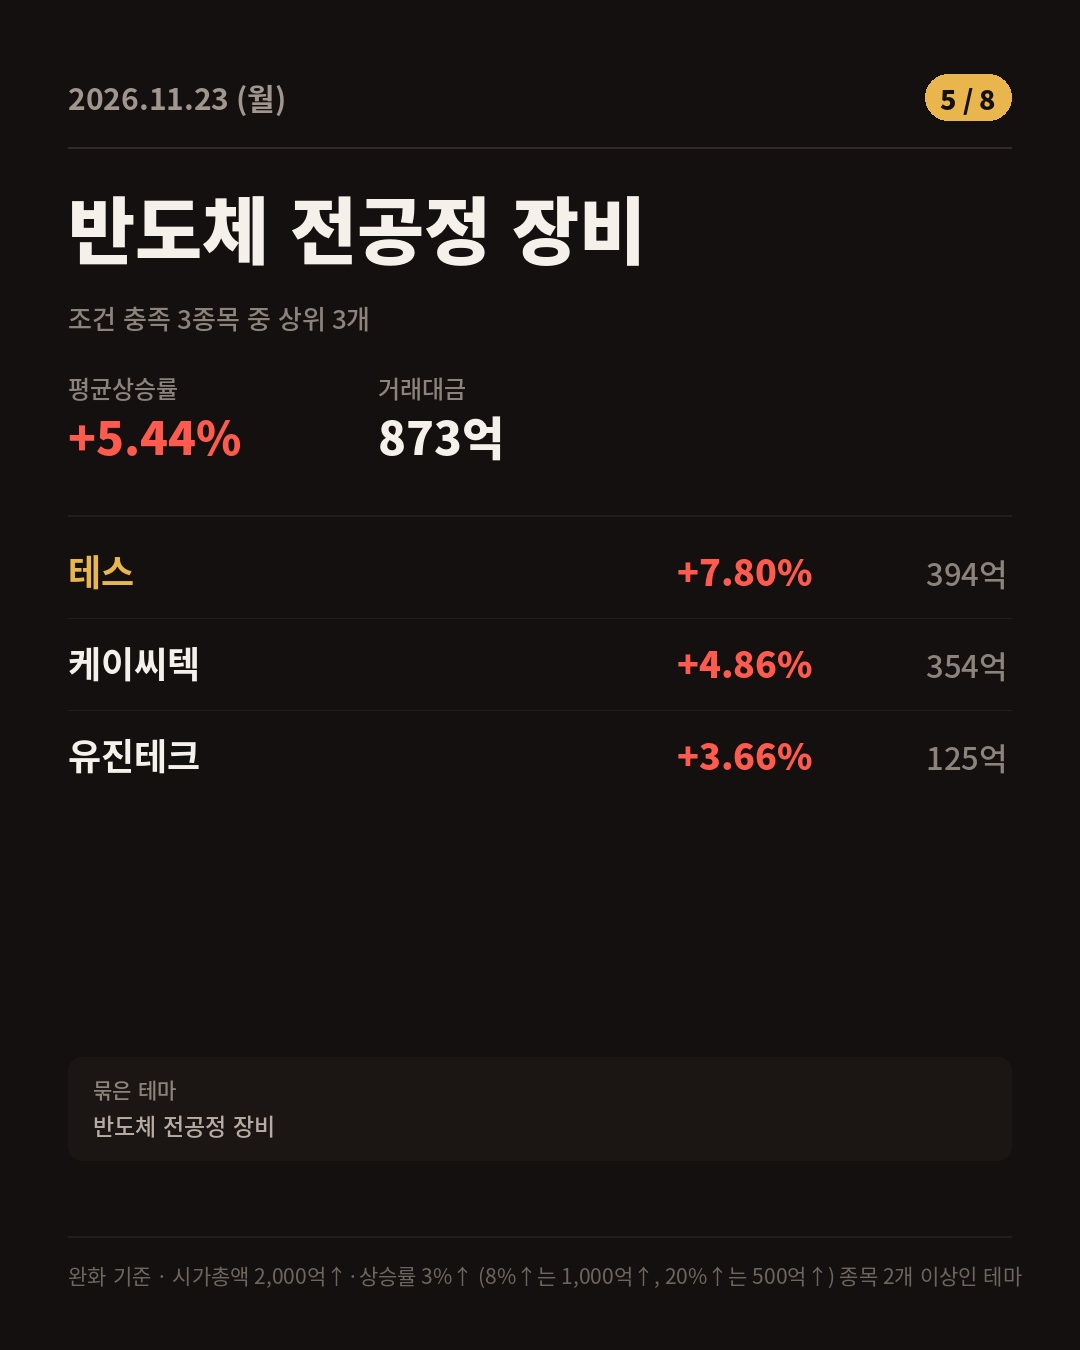 2026.11.23 (월) 5 / 8
반도체 전공정 장비
조건 충족 3종목 중 상위 3개
평균상승률 거래대금
+5.44% 873억
테스 +7.80% 394억
케이씨텍 +4.86% 354억
유진테크 +3.66% 125억
묶은 테마
반도체 전공정 장비
완화 기준 · 시가총액 2,000억↑·상승률 3%↑ (8%↑는 1,000억↑, 20%↑는 500억↑) 종목 2개 이상인 테마